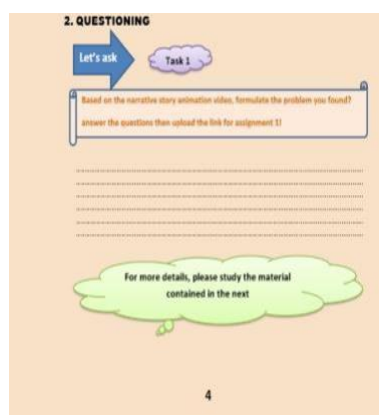 2. QUESTIONING
Let's ask
Task 1
Based on the narrative story animation video, formulate the problem you found?
answer the questions then upload the link for assignment 1!
For more details, please study the material
contained in the next
4